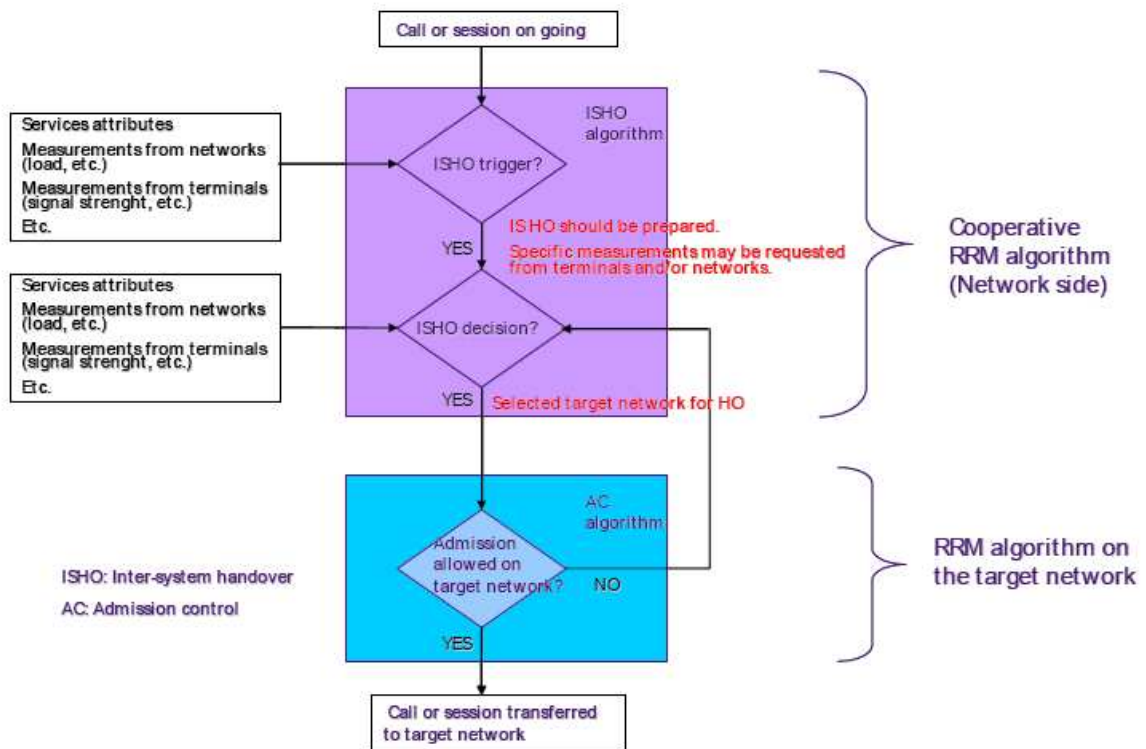 Call or session on going
ISHO
algorithm
Services attributes
Measurements from networks
(load, etc.)
Measurements from terminals
(signal strenght, etc.)
Etc.
ISHO trigger?
YES
ISHO should be prepared.
Specific measurements may be requested
from terminals and/or networks.
Cooperative
RRM algorithm
(Network side)
Services attributes
Measurements from networks
(load, etc.)
Measurements from terminals
(signal strenght, etc.)
Etc.
ISHO decision?
YES
Selected target network for HO
AC
algorithm
Admission
allowed on
target network?
NO
YES
RRM algorithm on
the target network
ISHO: Inter-system handover
AC: Admission control
Call or session transferred
to target network